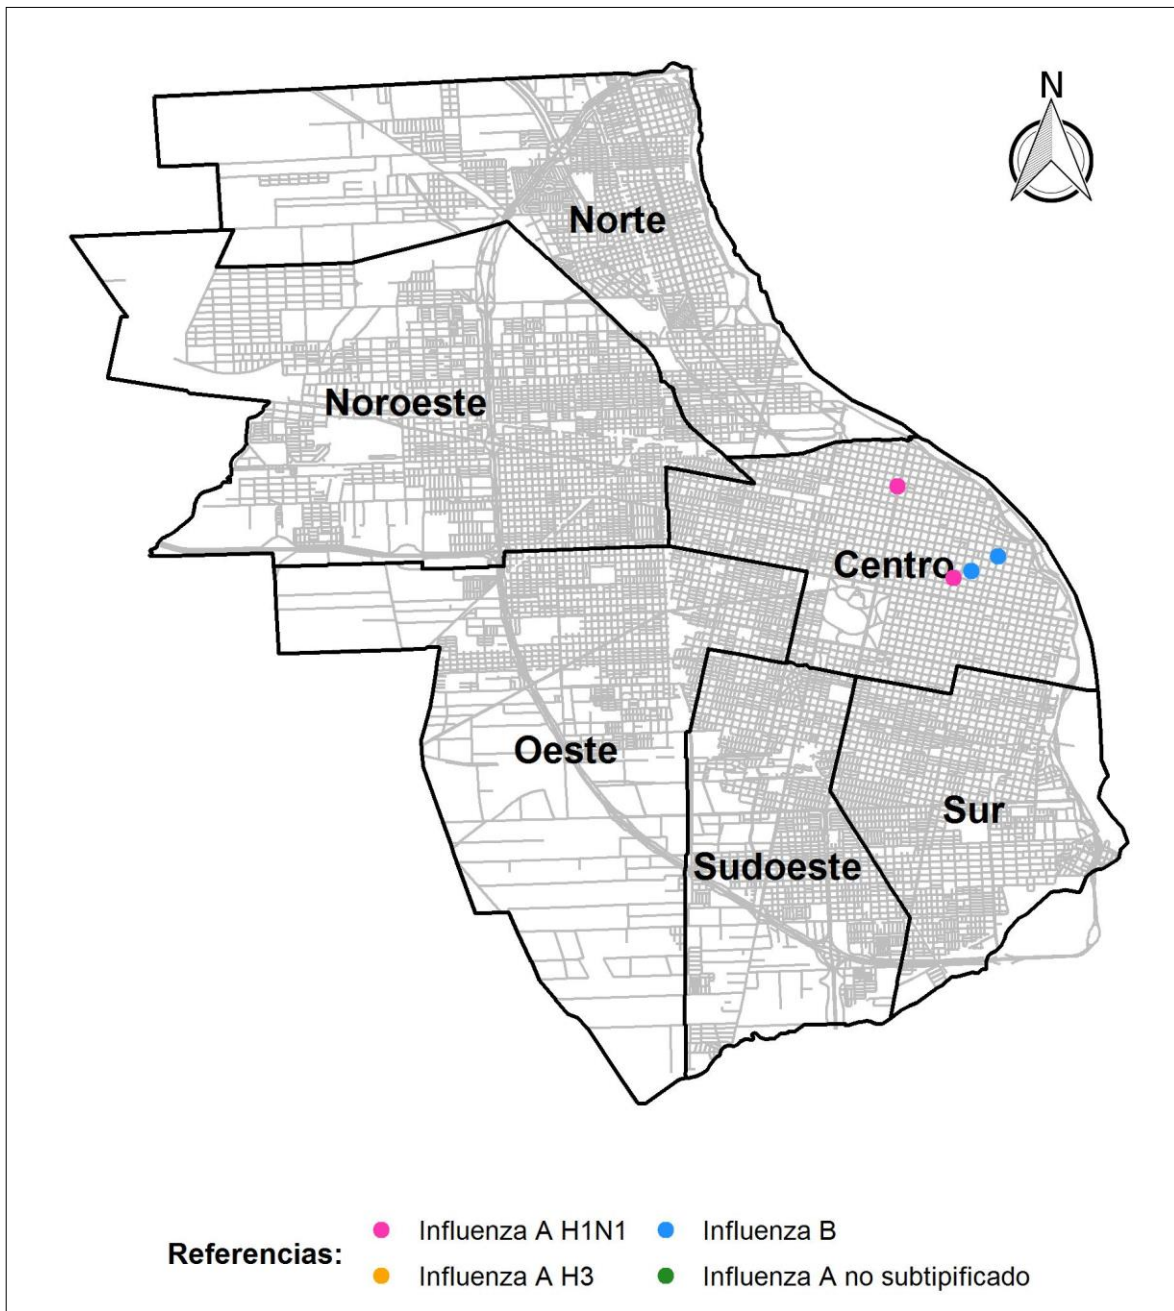 N
Norte
Noroeste
Centro
Oeste
Sur
Sudoeste
Referencias:
Influenza A H1N1
Influenza B
Influenza A H3
Influenza A no subtipificado